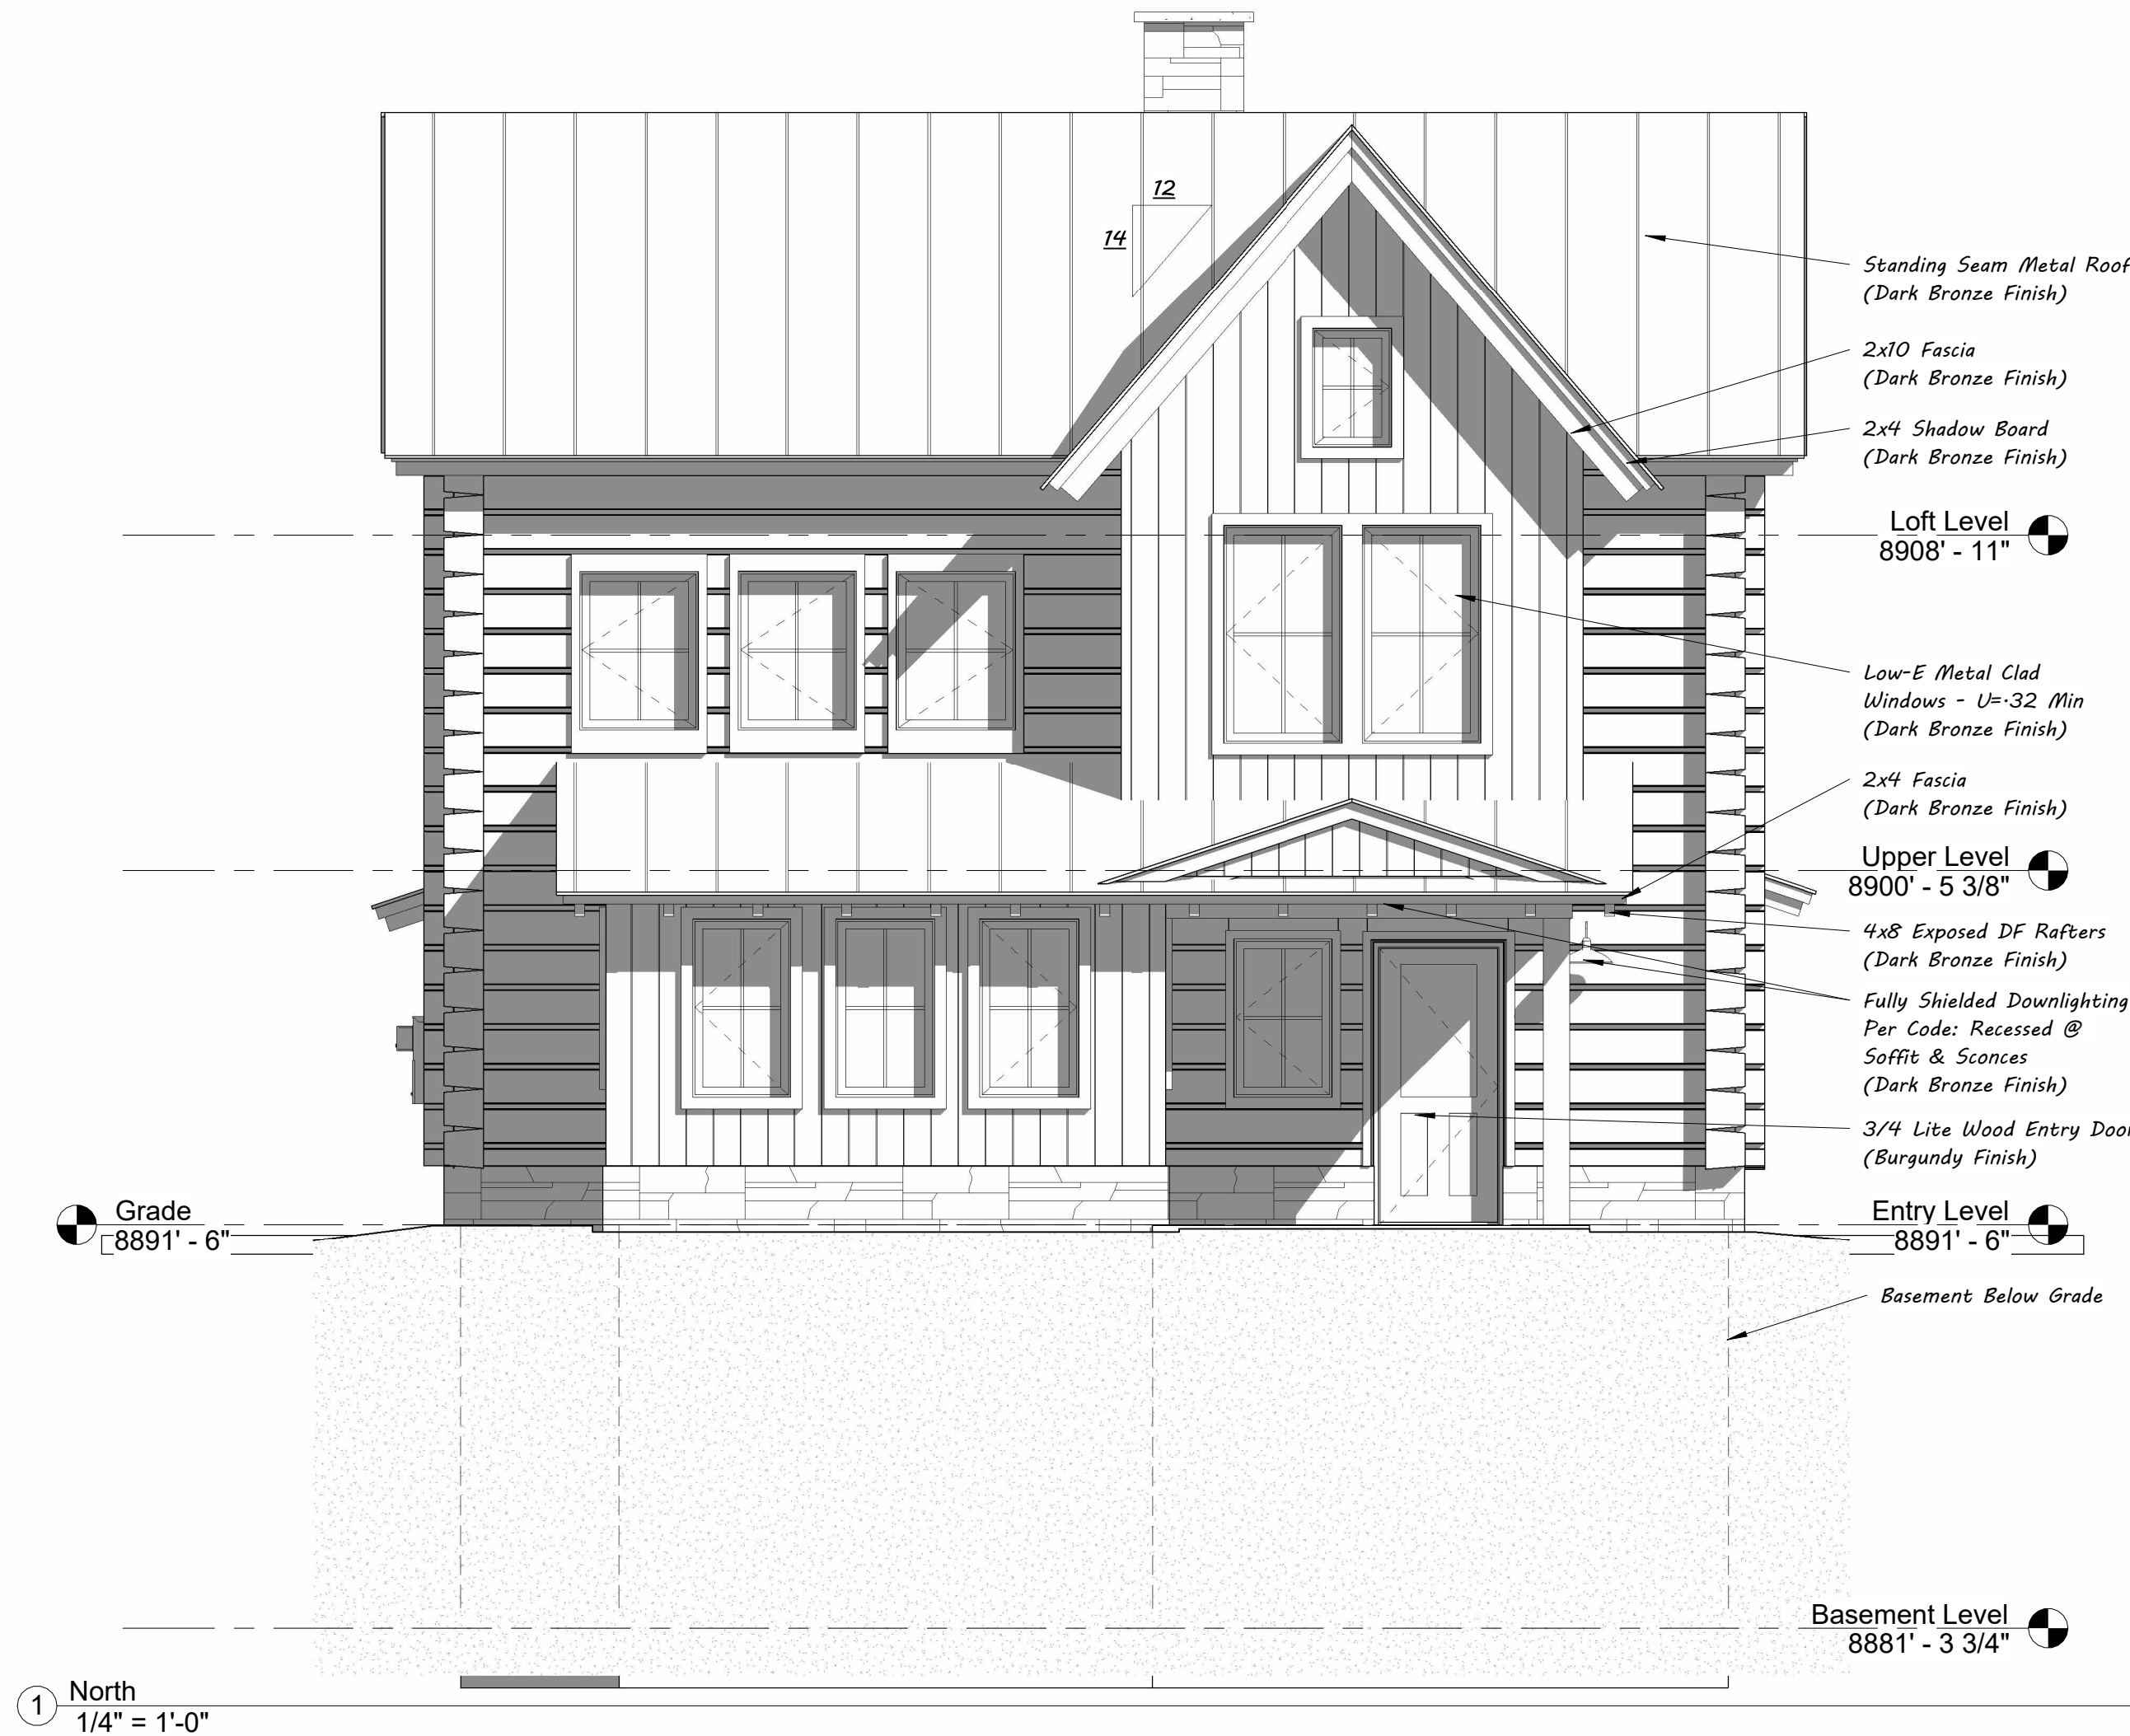 12
14
Standing Seam Metal Roof
(Dark Bronze Finish)
2x10 Fascia
(Dark Bronze Finish)
2x4 Shadow Board
(Dark Bronze Finish)
Loft Level
8908' - 11"
Low-E Metal Clad
Windows - U=.32 Min
(Dark Bronze Finish)
2x4 Fascia
(Dark Bronze Finish)
Upper Level
8900' - 5 3/8"
4x8 Exposed DF Rafters
(Dark Bronze Finish)
Fully Shielded Downlighting
Per Code: Recessed @
Soffit & Sconces
(Dark Bronze Finish)
3/4 Lite Wood Entry Door
(Burgundy Finish)
Grade
8891' - 6"
Entry Level
8891' - 6"
Basement Below Grade
Basement Level
8881' - 3 3/4"
1
North
1/4" = 1'-0"